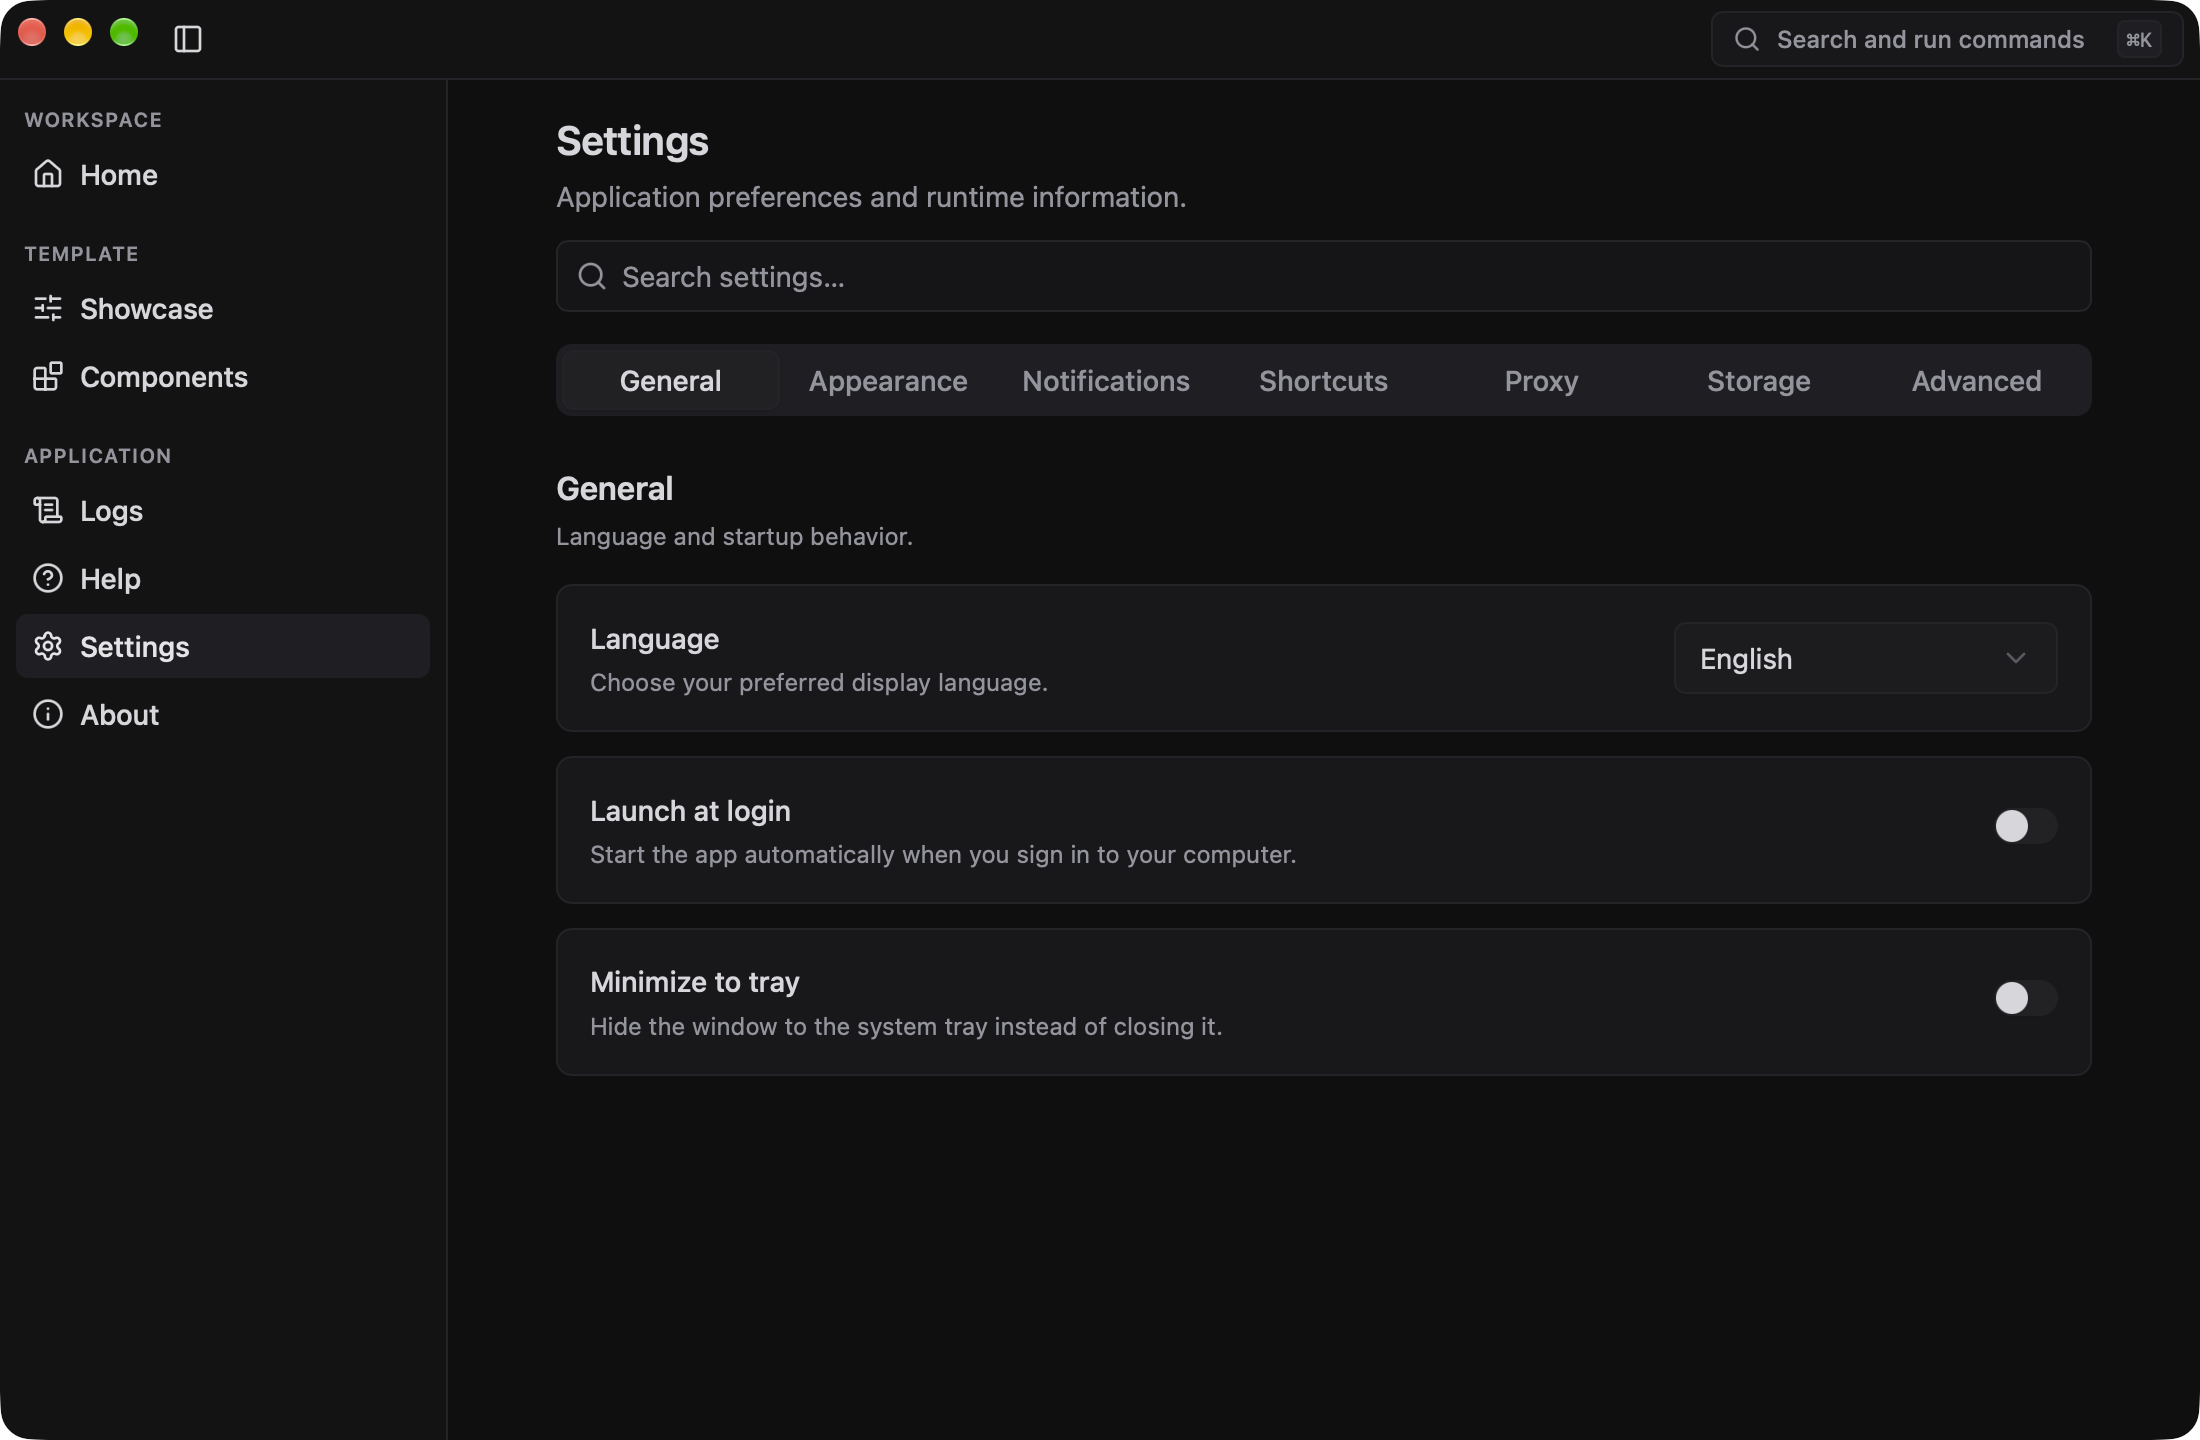 Search and run commands ⌘K
WORKSPACE
Home
TEMPLATE
Showcase
Components
APPLICATION
Logs
Help
Settings
About
Settings
Application preferences and runtime information.
Search settings...
General Appearance Notifications Shortcuts Proxy Storage Advanced
General
Language and startup behavior.
Language
Choose your preferred display language.
English
Launch at login
Start the app automatically when you sign in to your computer.
Minimize to tray
Hide the window to the system tray instead of closing it.